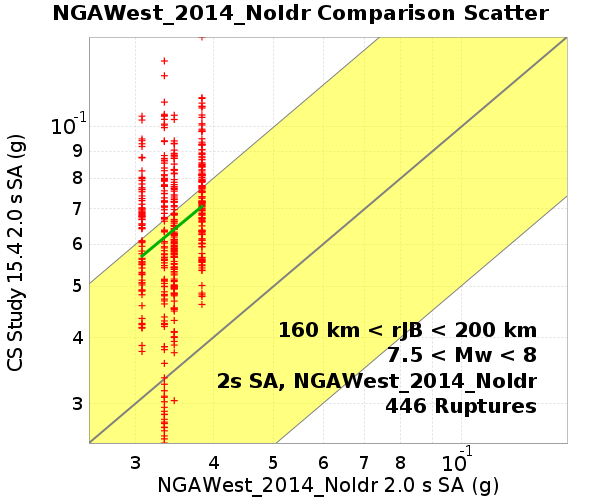 NGAWest_2014_NoIdr Comparison Scatter
CS Study 15.4 2.0 s SA (g)
10-1
9
8
7
6
5
4
3
160 km < rJB < 200 km
7.5 < Mw < 8
2s SA, NGAWest_2014_NoIdr
446 Ruptures
3 4 5 6 7 8 10-1
NGAWest_2014_NoIdr 2.0 s SA (g)